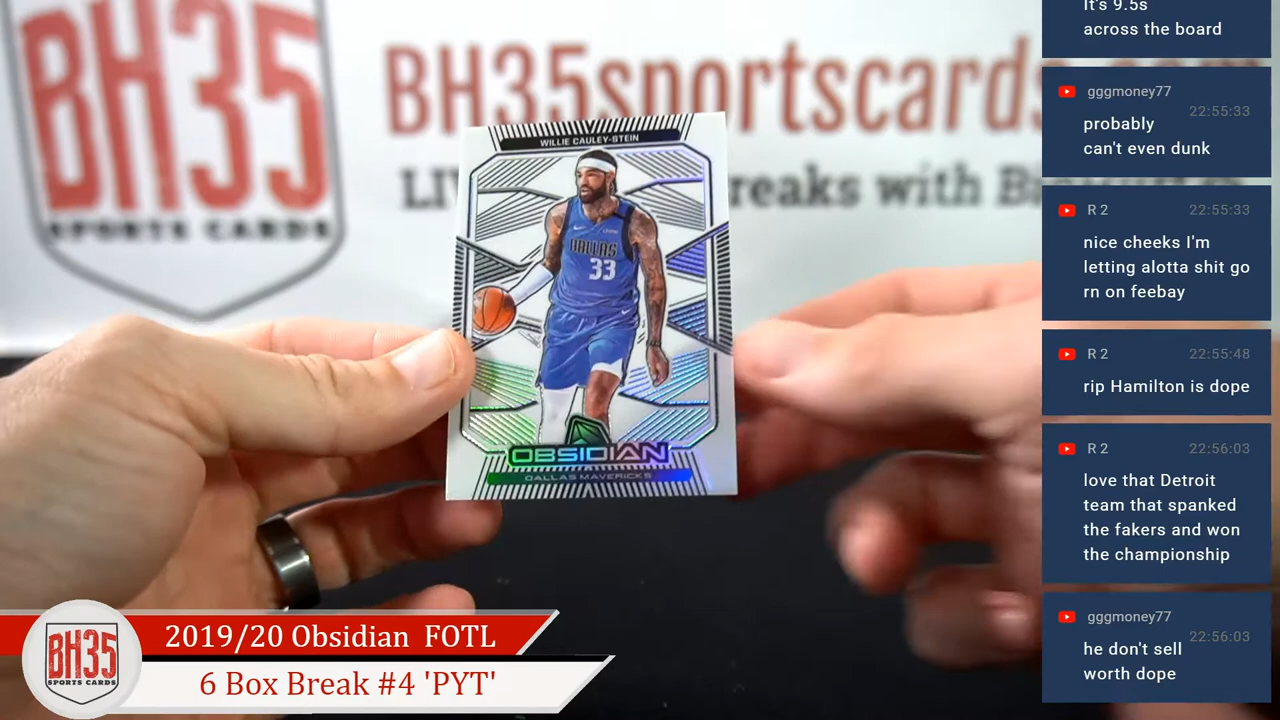 BH35
SPORTS CARDS
BH35sportscards.com
WILLIE CAULEY-STEIN
DALLAS
33
OBSIDIAN
DALLAS MAVERICKS
It's 9.5s
across the board
gggmoney77
22:55:33
probably
can't even dunk
R 2 22:55:33
nice cheeks I'm
letting alotta shit go
rn on feebay
R 2 22:55:48
rip Hamilton is dope
R 2 22:56:03
love that Detroit
team that spanked
the fakers and won
the championship
gggmoney77
22:56:03
he don't sell
worth dope
2019/20 Obsidian FOTL
6 Box Break #4 'PYT'
BH35
SPORTS CARDS